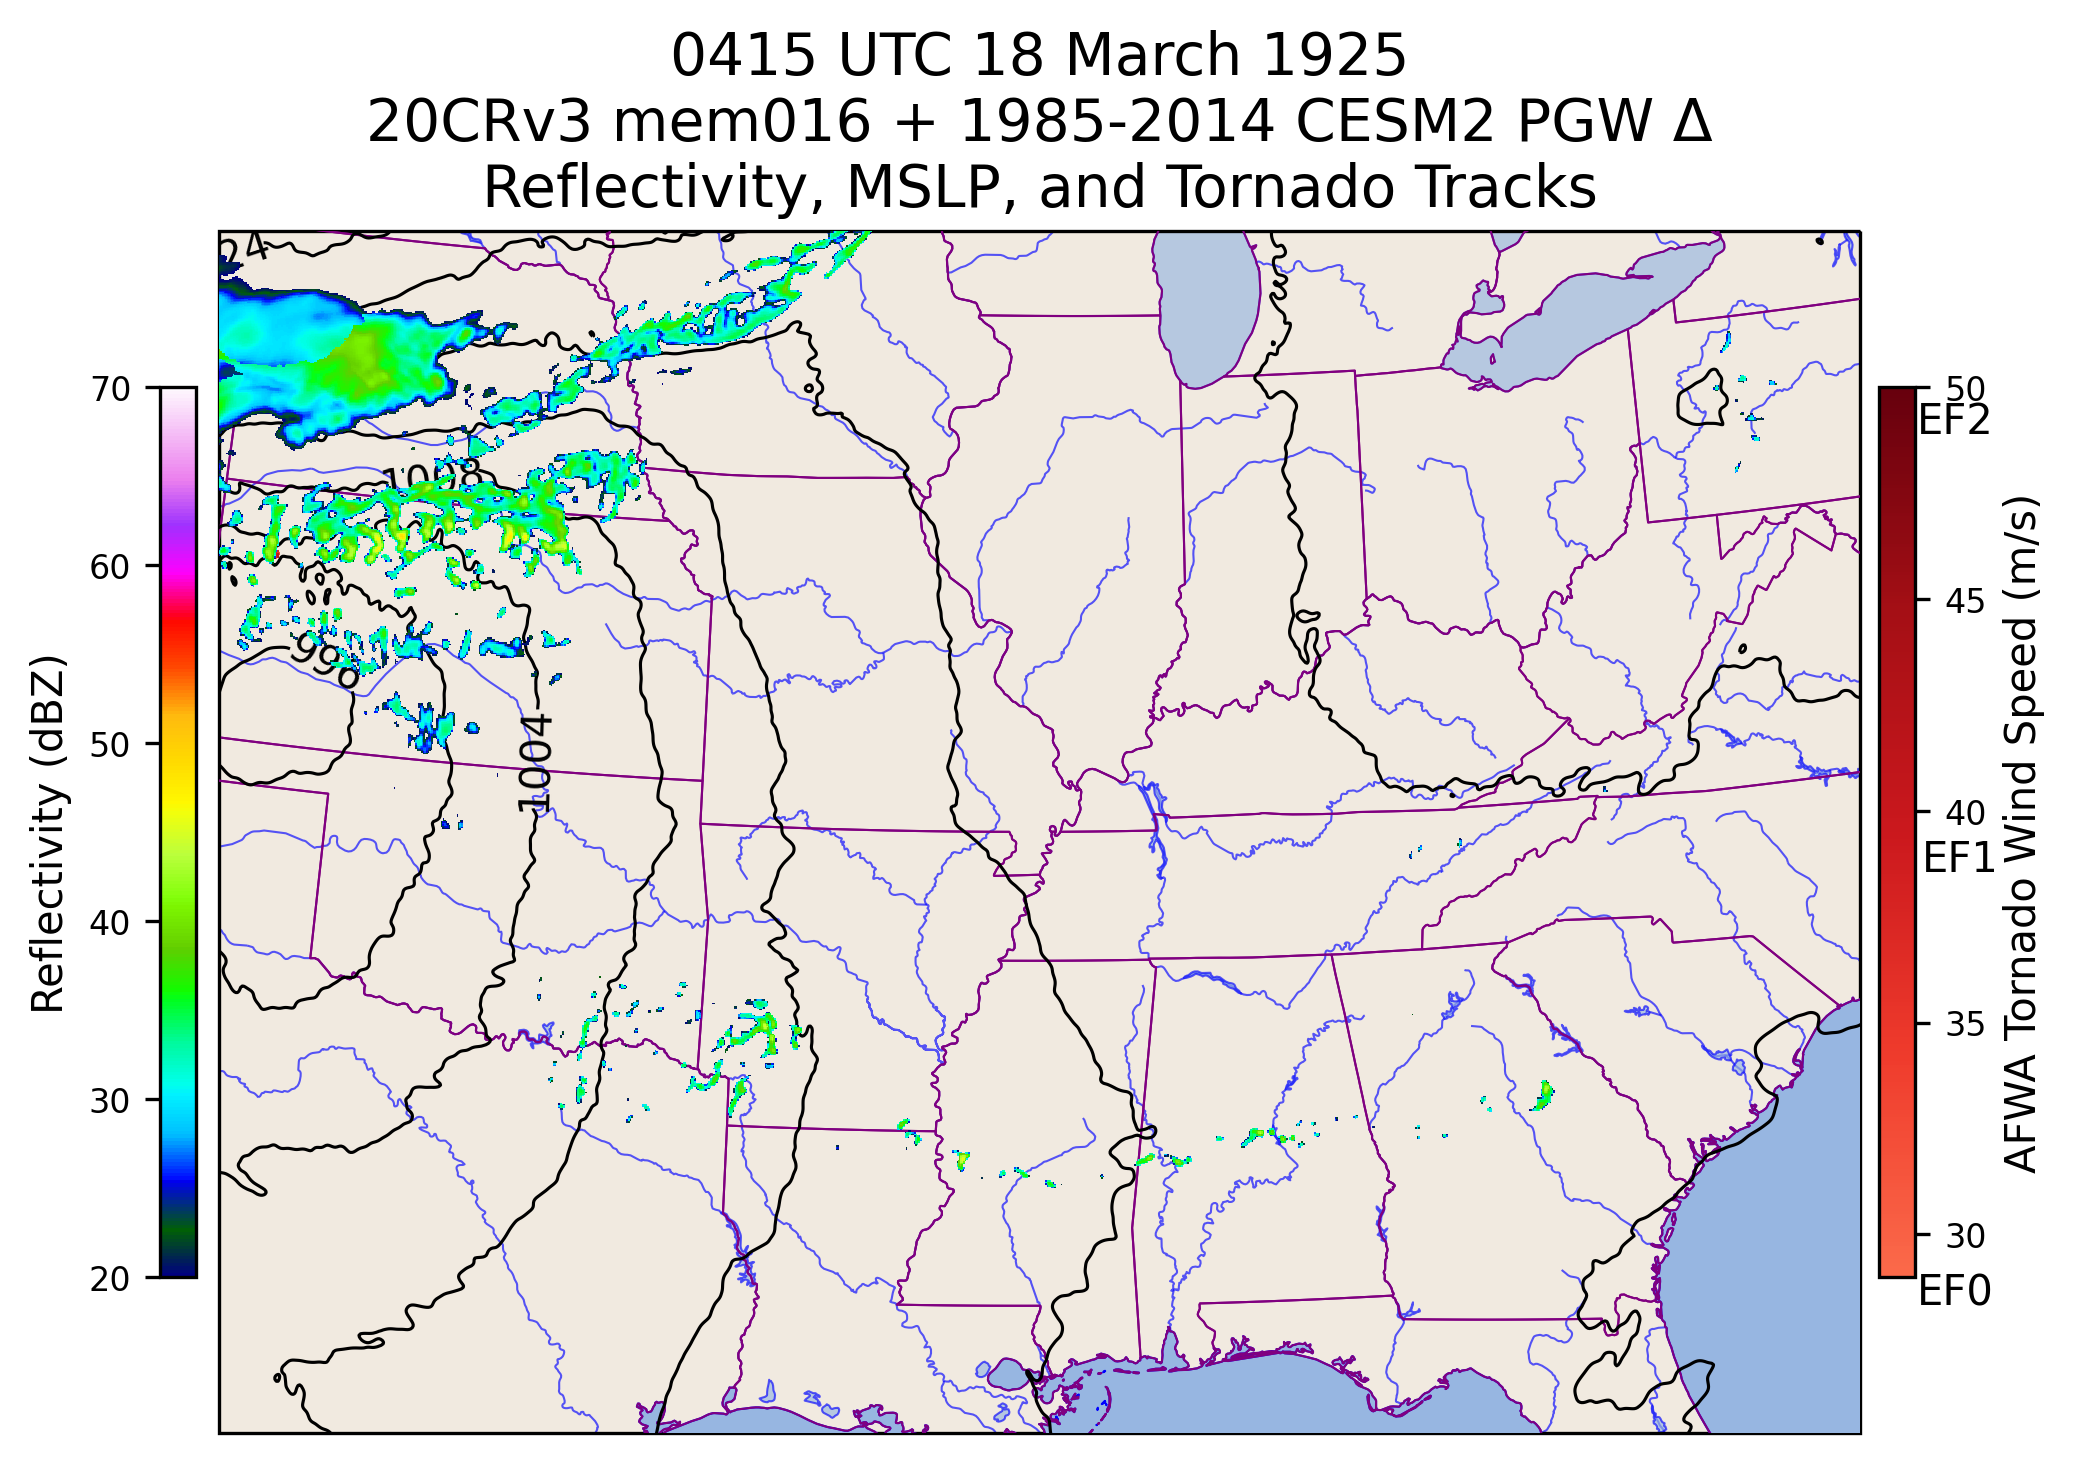 0415 UTC 18 March 1925
20CRv3 mem016 + 1985-2014 CESM2 PGW Δ
Reflectivity, MSLP, and Tornado Tracks
24
1008
996
1004
70
60
50
40
30
20
Reflectivity (dBZ)
50
EF2
45
40
EF1
35
30
EF0
AFWA Tornado Wind Speed (m/s)